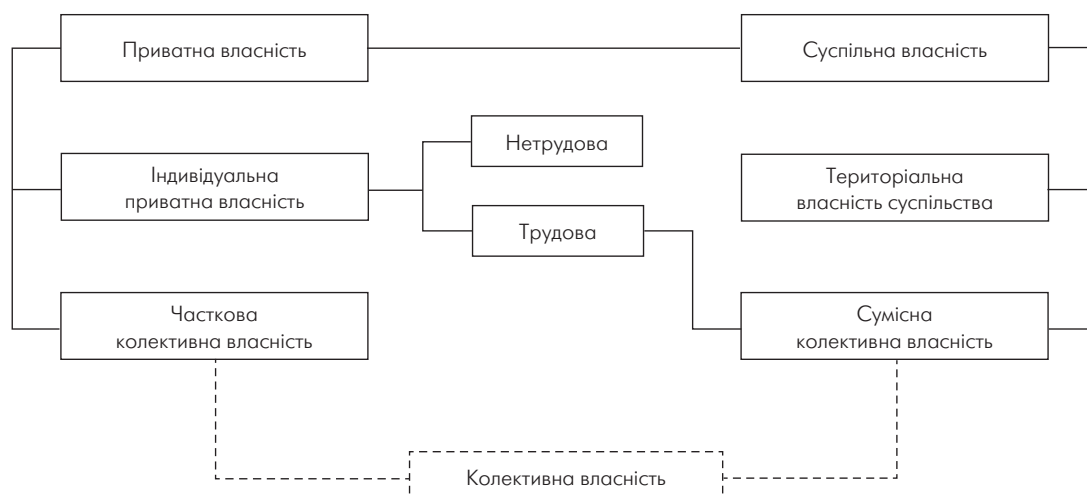 Приватна власність
Суспільна власність
Нетрудова
Індивідуальна
приватна власність
Територіальна
власність суспільства
Трудова
Часткова
колективна власність
Сумісна
колективна власність
Колективна власність